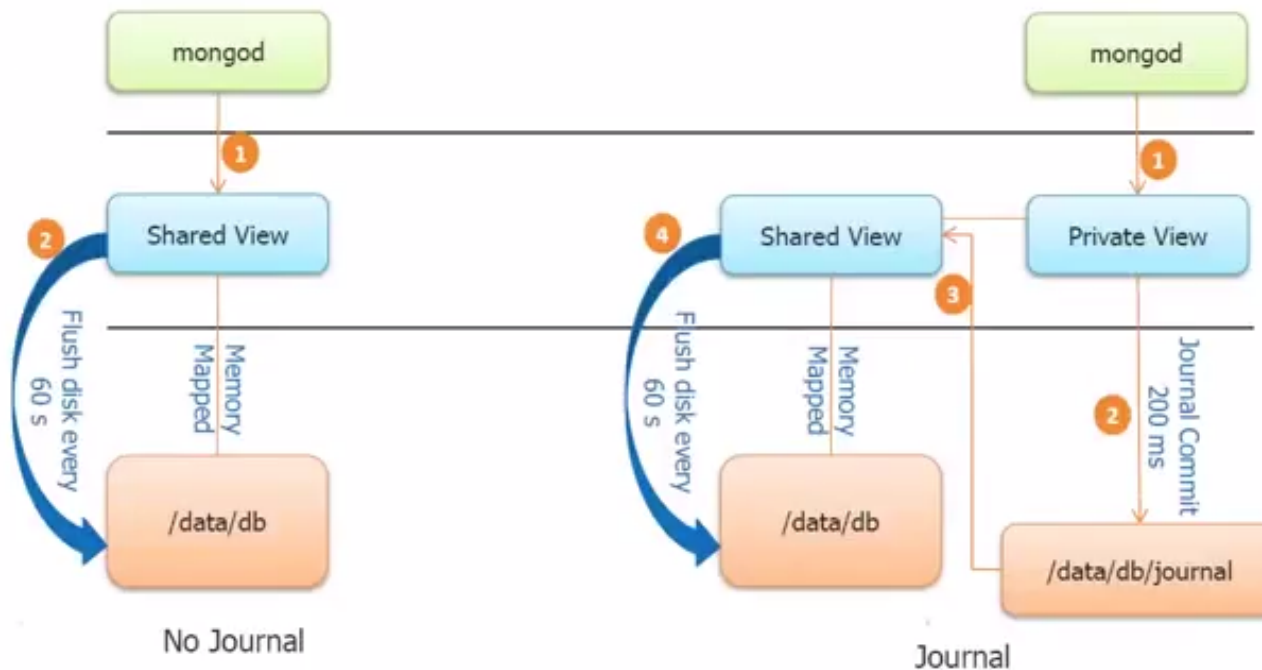 mongod
1
Shared View
2
Flush disk every
60 s
Memory
Mapped
/data/db
No Journal
mongod
1
Private View
Shared View
4
3
Flush disk every
60 s
Memory
Mapped
2
Journal Commit
200 ms
/data/db
/data/db/journal
Journal